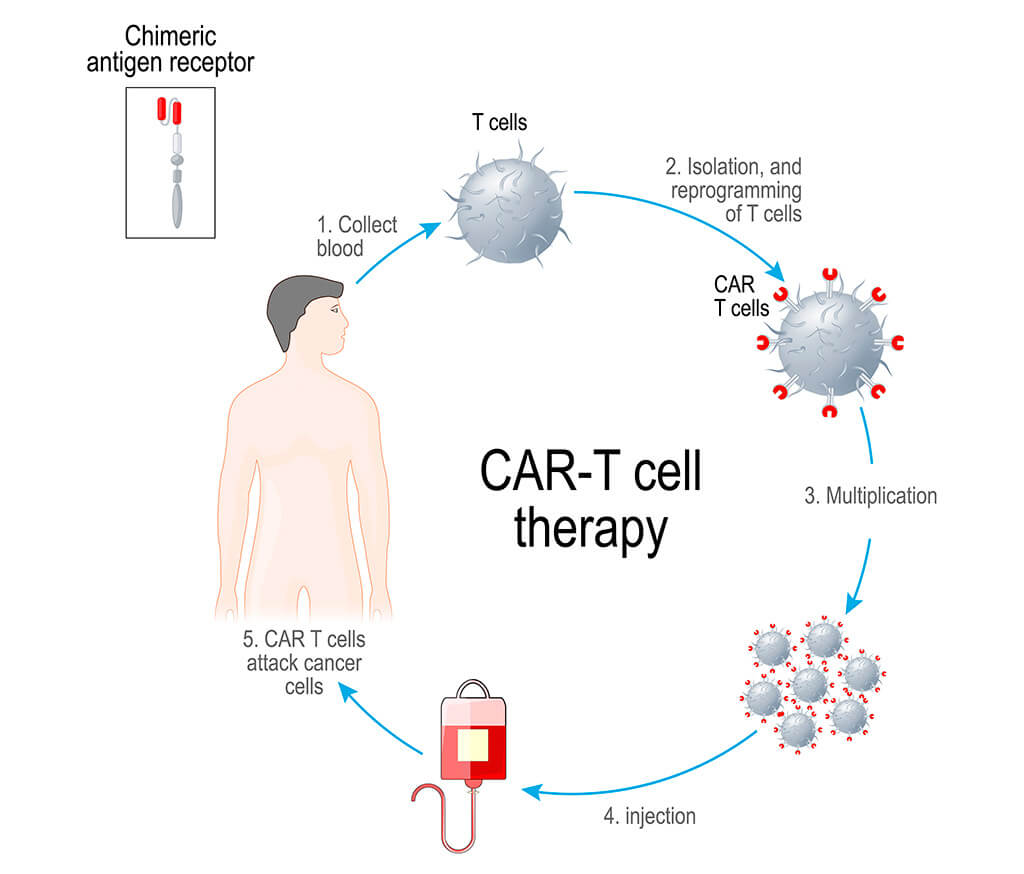 Chimeric
antigen receptor
T cells
1. Collect
blood
2. Isolation, and
reprogramming
of T cells
CAR
T cells
CAR-T cell
therapy
3. Multiplication
4. injection
5. CAR T cells
attack cancer
cells